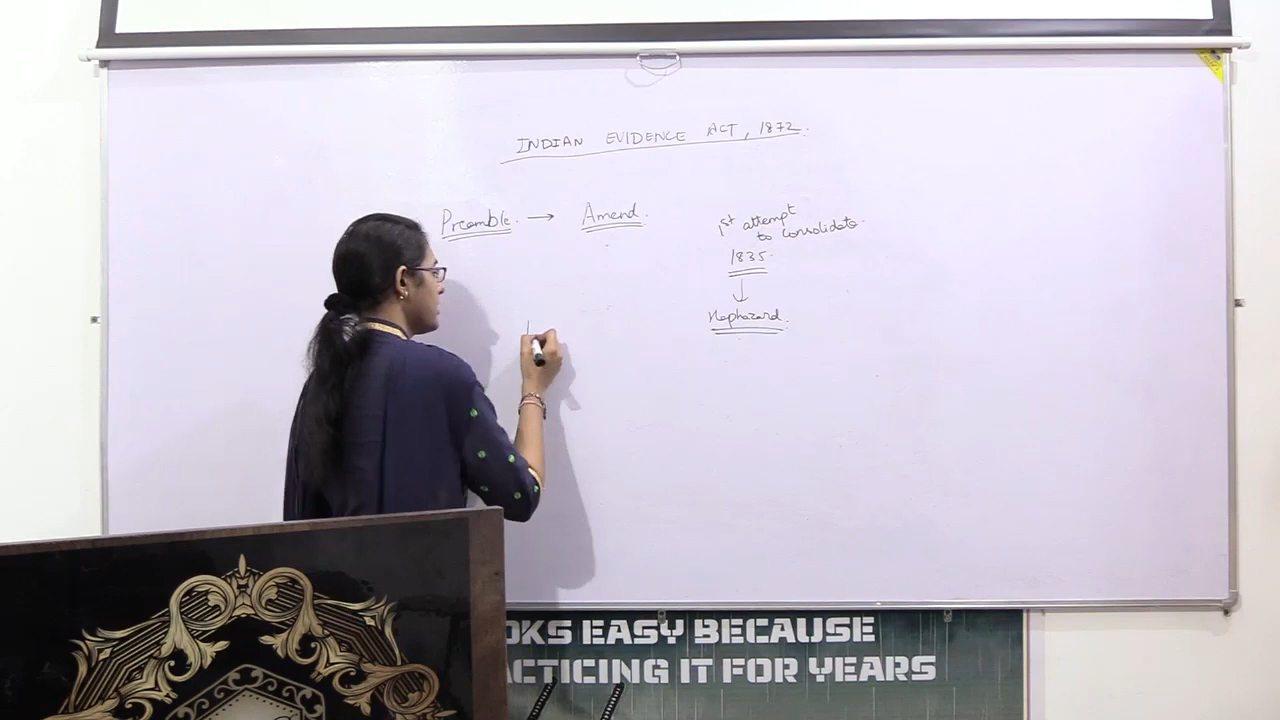 INDIAN EVIDENCE ACT, 1872.
Preamble. → Amend.
1st attempt
to consolidate.
1835.
↓
Haphazard.
OKS EASY BECAUSE
ACTICING IT FOR YEARS